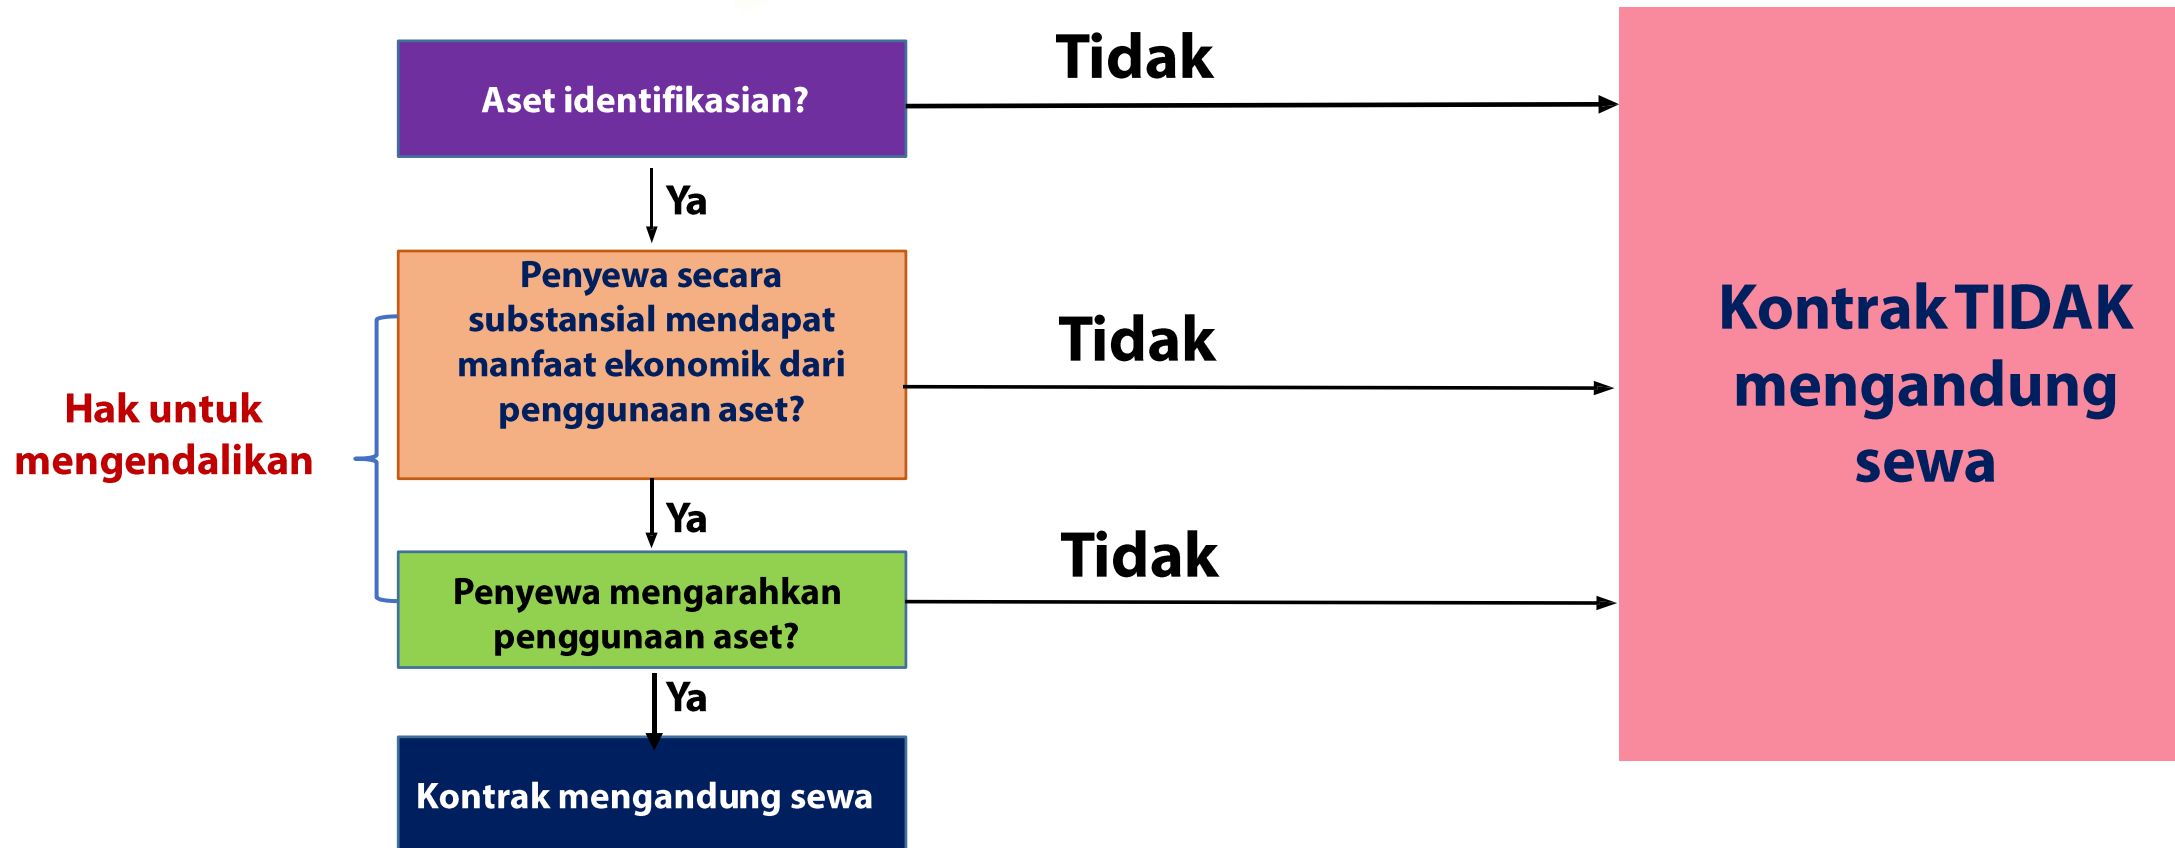 Aset identifikasian?
Tidak
Ya
Penyewa secara
substansial mendapat
manfaat ekonomik dari
penggunaan aset?
Tidak
Hak untuk
mengendalikan
Ya
Penyewa mengarahkan
penggunaan aset?
Tidak
Ya
Kontrak mengandung sewa
Kontrak TIDAK
mengandung
sewa